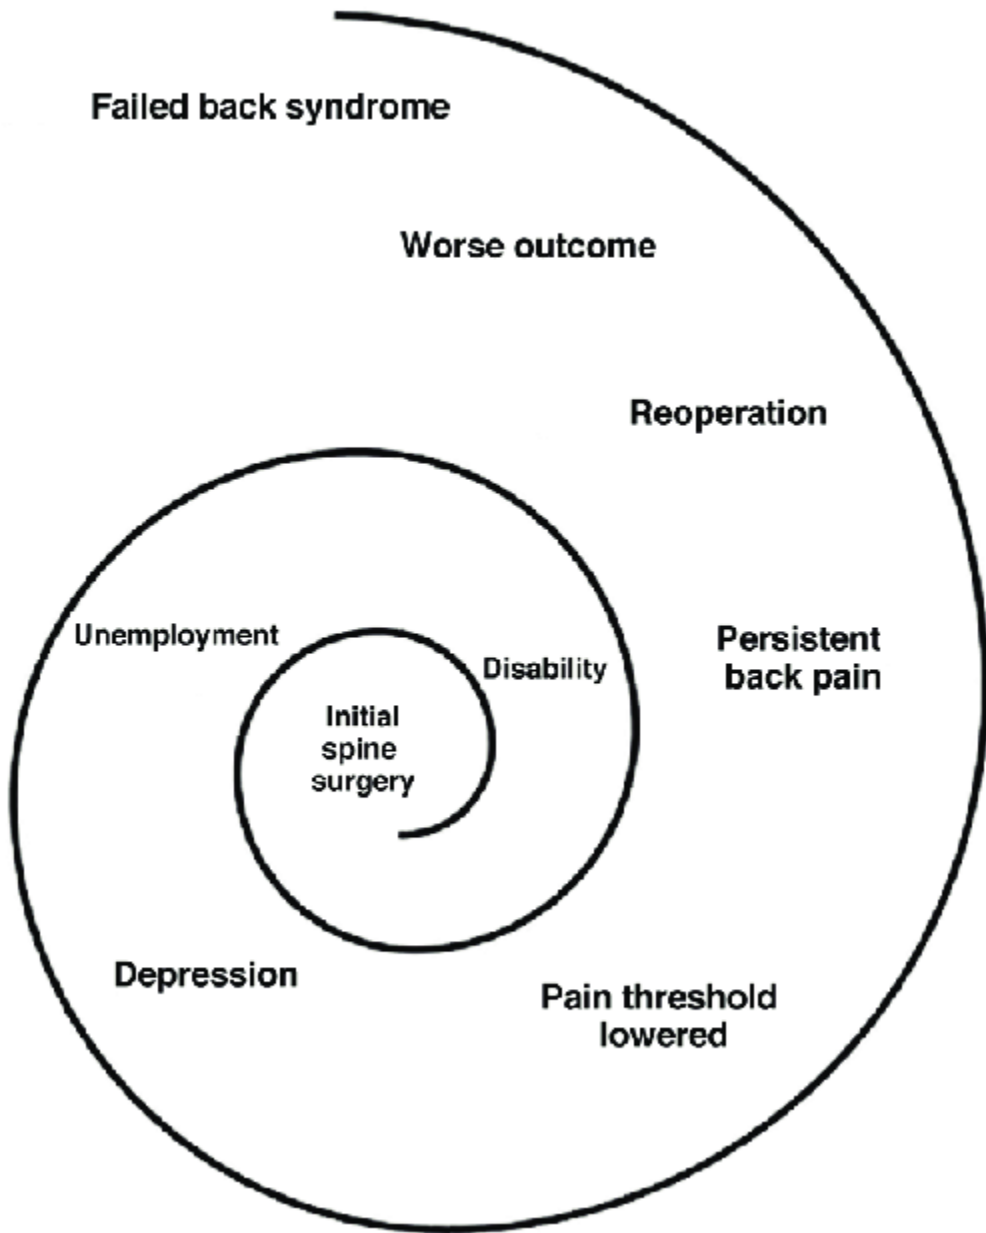 Failed back syndrome
Worse outcome
Reoperation
Unemployment
Disability
Persistent
back pain
Initial
spine
surgery
Depression
Pain threshold
lowered